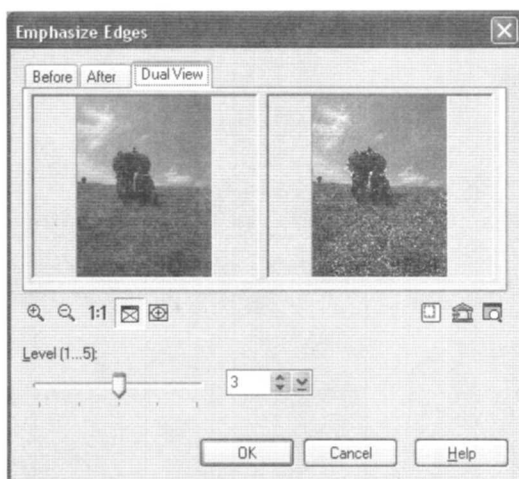 Emphasize Edges
Before After Dual View
1:1
Level (1...5):
3
OK Cancel Help